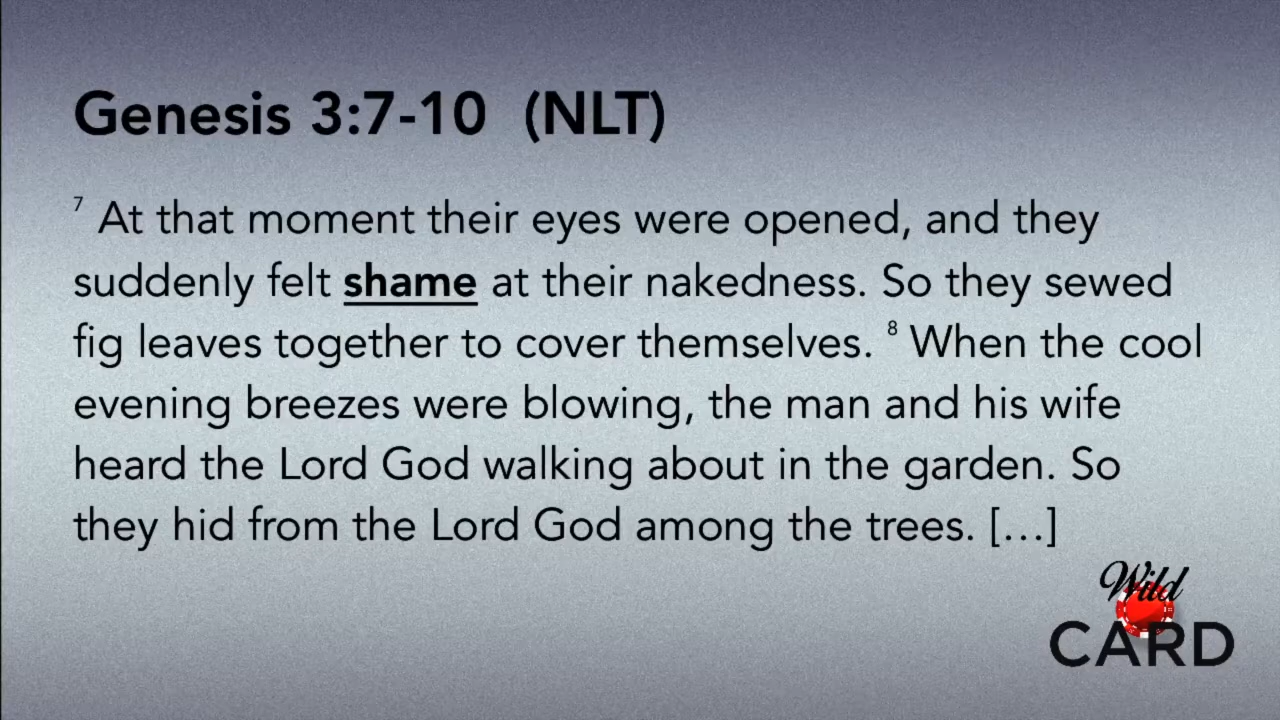 Genesis 3:7-10 (NLT)
7 At that moment their eyes were opened, and they
suddenly felt shame at their nakedness. So they sewed
fig leaves together to cover themselves. 8 When the cool
evening breezes were blowing, the man and his wife
heard the Lord God walking about in the garden. So
they hid from the Lord God among the trees. […]
Wild
CARD